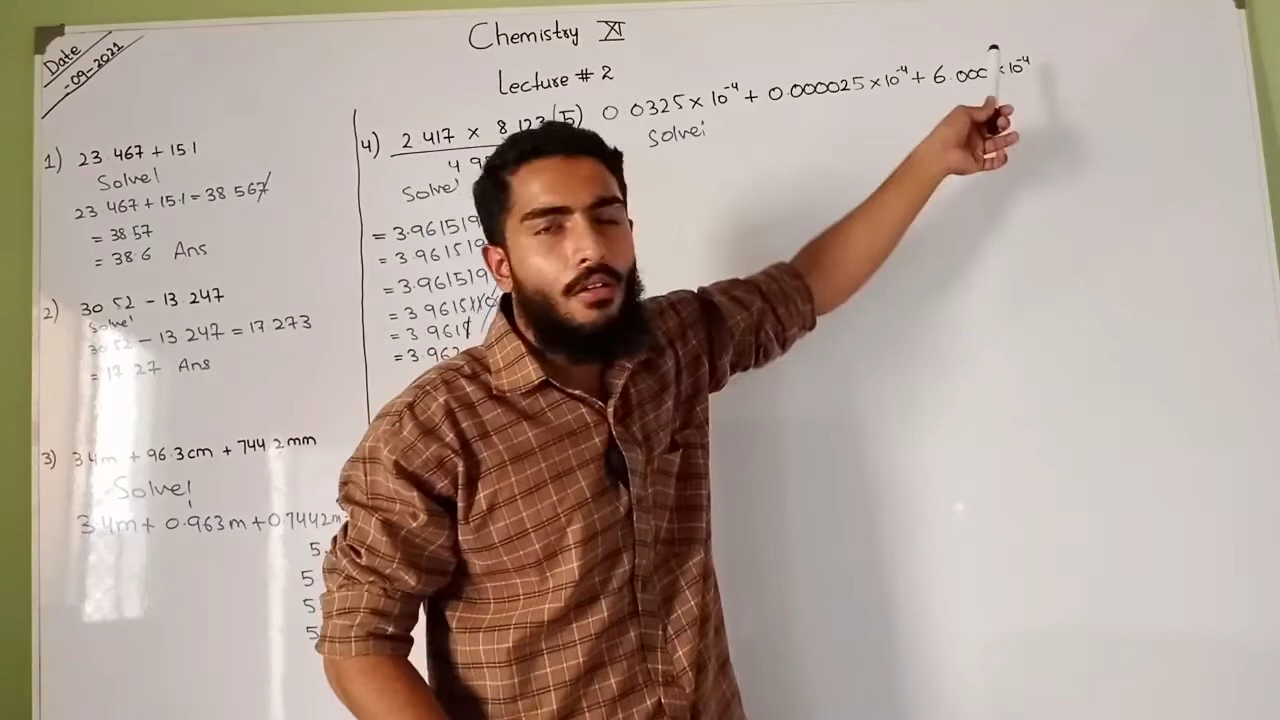 Date
-09-2021
Chemistry XI
Lecture # 2
1) 23.467 + 15.1
Solve!
23.467 + 15.1 = 38.567
= 38.57
= 38.6 Ans
2) 30.52 - 13.247
Solve!
30.52 - 13.247 = 17.273
= 17.27 Ans
3) 3.4m + 96.3cm + 744.2mm
Solve!
3.4m + 0.963m + 0.7442m
5.
5
5
5
4) 2.417 × 8.123
4.9
Solve!
= 3.961519
= 3.961519
= 3.961519
= 3.9615
= 3.961
= 3.962
5) 0.0325 × 10⁻⁴ + 0.000025 × 10⁻⁴ + 6.000 × 10⁻⁴
Solve!